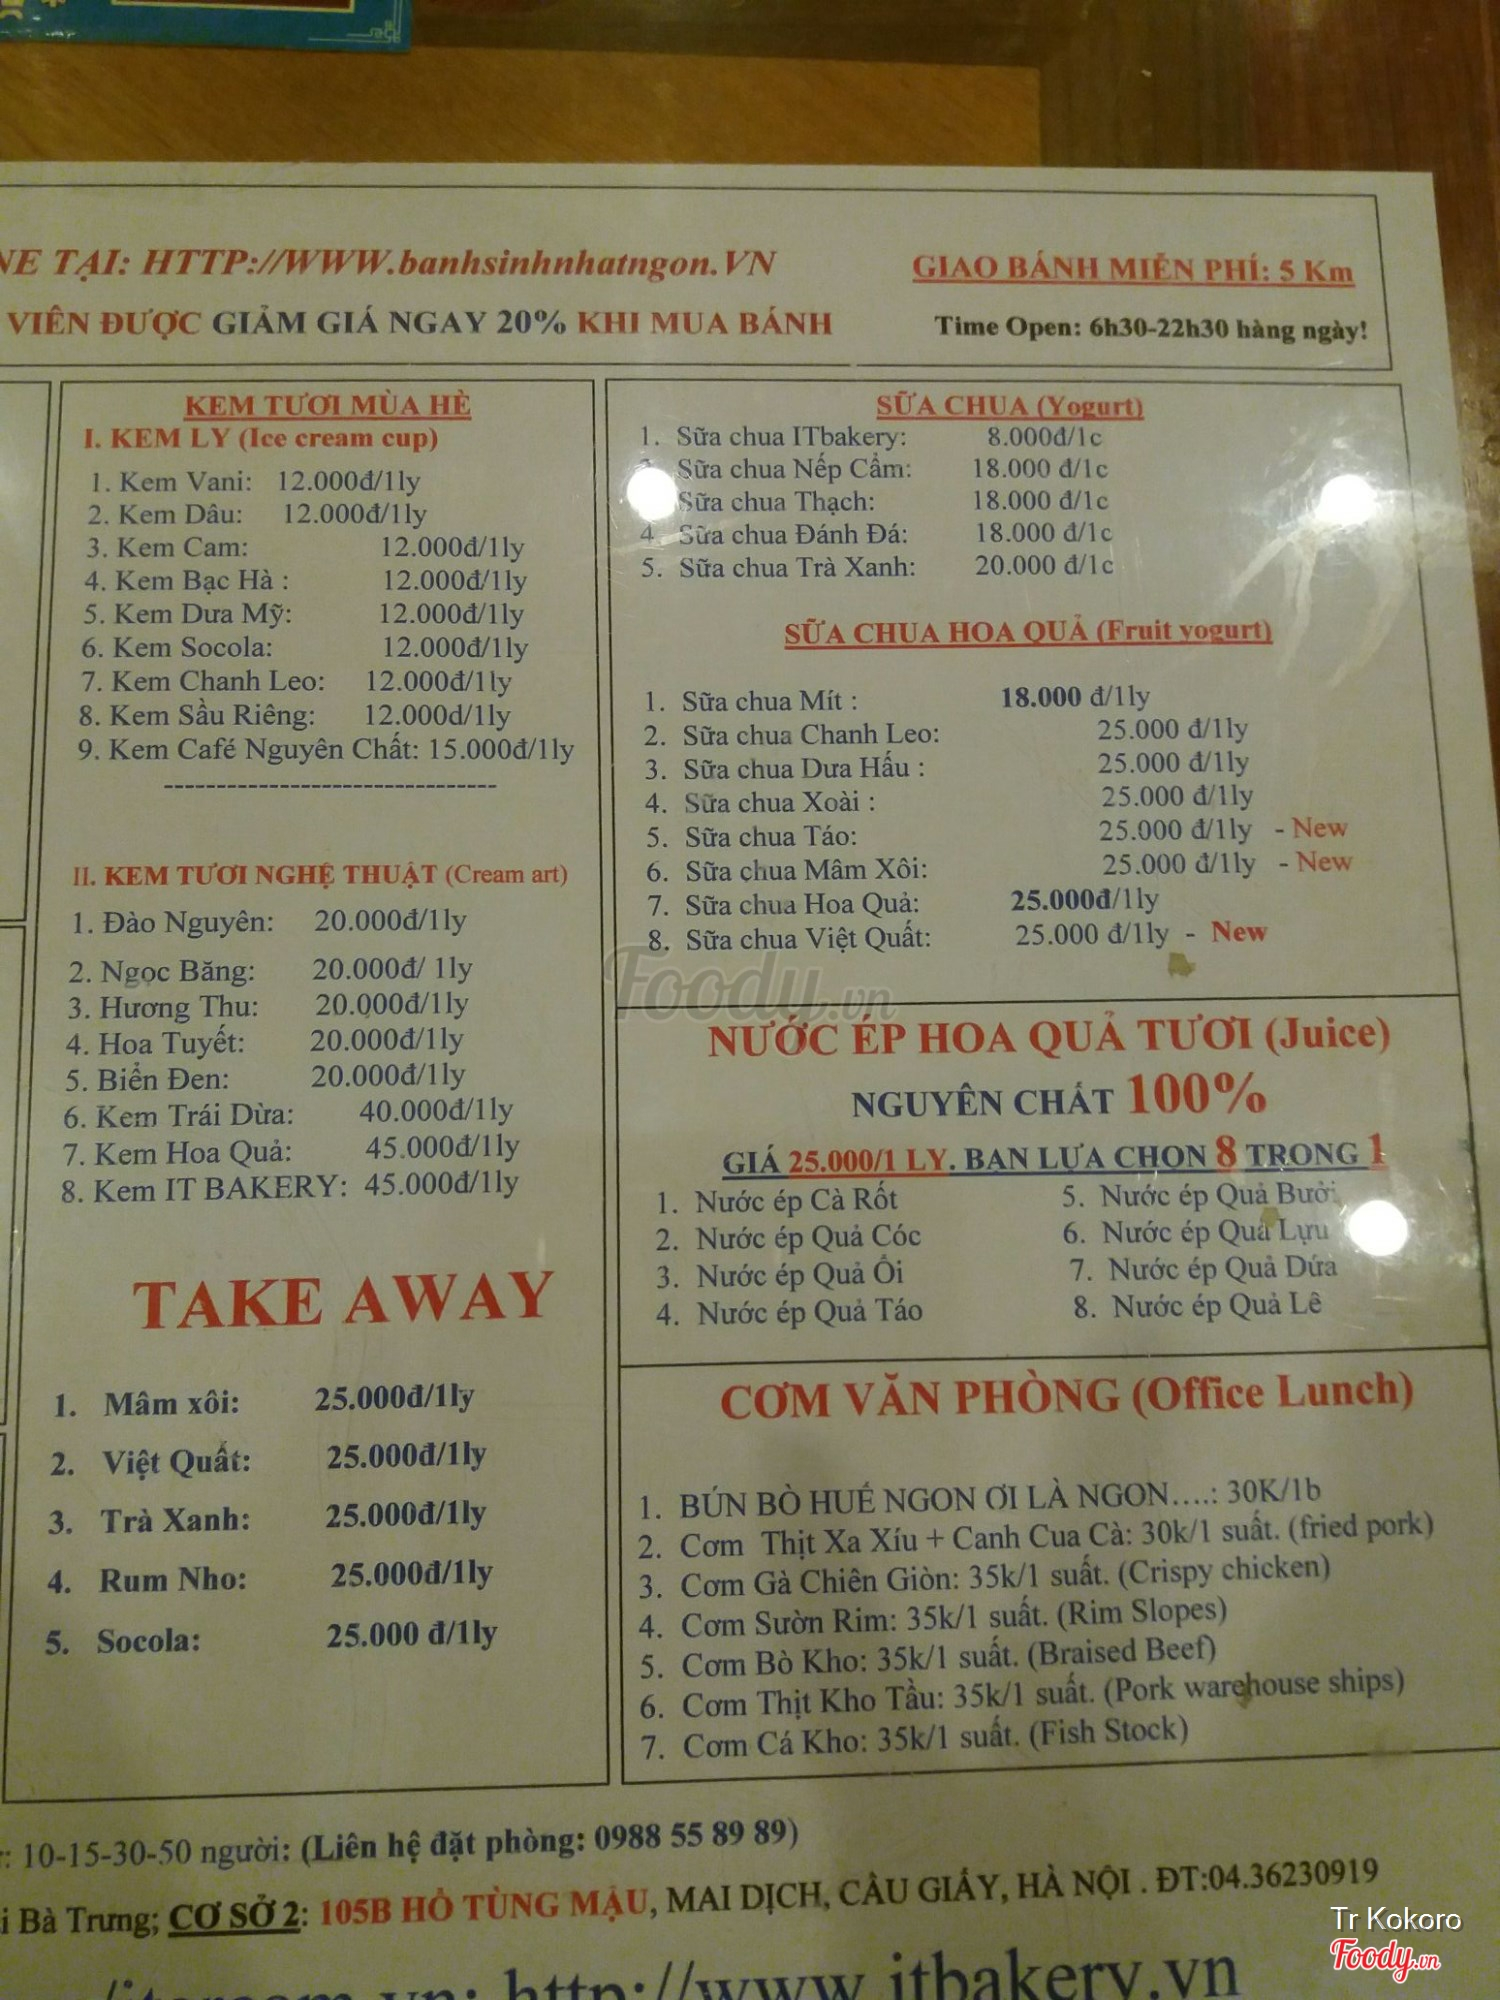 TẠI: HTTP://WWW.banhsinhnhatngon.VN
GIAO BÁNH MIỄN PHÍ: 5 Km
VIÊN ĐƯỢC GIẢM GIÁ NGAY 20% KHI MUA BÁNH
Time Open: 6h30-22h30 hàng ngày!
KEM TƯƠI MÙA HÈ
I. KEM LY (Ice cream cup)
1. Kem Vani: 12.000đ/1ly
2. Kem Dâu: 12.000đ/1ly
3. Kem Cam: 12.000đ/1ly
4. Kem Bạc Hà : 12.000đ/1ly
5. Kem Dưa Mỹ: 12.000đ/1ly
6. Kem Socola: 12.000đ/1ly
7. Kem Chanh Leo: 12.000đ/1ly
8. Kem Sầu Riêng: 12.000d/1ly
9. Kem Café Nguyên Chất: 15.000đ/1ly
--------------------------------
II. KEM TƯƠI NGHỆ THUẬT (Cream art)
1. Đào Nguyên: 20.000đ/1ly
2. Ngọc Băng: 20.000đ/ 1ly
3. Hương Thu: 20.000đ/1ly
4. Hoa Tuyết: 20.000đ/1ly
5. Biển Đen: 20.000đ/1ly
6. Kem Trái Dừa: 40.000đ/1ly
7. Kem Hoa Quả: 45.000đ/1ly
8. Kem IT BAKERY: 45.000đ/1ly
TAKE AWAY
1. Mâm xôi: 25.000đ/1ly
2. Việt Quất: 25.000đ/1ly
3. Trà Xanh: 25.000đ/1ly
4. Rum Nho: 25.000đ/1ly
5. Socola: 25.000 đ/1ly
SỮA CHUA (Yogurt)
1. Sữa chua ITbakery: 8.000đ/1c
Sữa chua Nếp Cẩm: 18.000 đ/1c
Sữa chua Thạch: 18.000 đ/1c
4. Sữa chua Đánh Đá: 18.000 đ/1c
5. Sữa chua Trà Xanh: 20.000 đ/1c
SỮA CHUA HOA QUẢ (Fruit yogurt)
1. Sữa chua Mít : 18.000 đ/1ly
2. Sữa chua Chanh Leo: 25.000 đ/1ly
3. Sữa chua Dưa Hấu : 25.000 đ/1ly
4. Sữa chua Xoài : 25.000 đ/1ly
5. Sữa chua Táo: 25.000 đ/1ly - New
6. Sữa chua Mâm Xôi: 25.000 đ/1ly - New
7. Sữa chua Hoa Quả: 25.000đ/1ly
8. Sữa chua Việt Quất: 25.000 đ/1ly - New
Foody.vn
NƯỚC ÉP HOA QUẢ TƯƠI (Juice)
NGUYÊN CHẤT 100%
GIÁ 25.000/1 LY. BẠN LỰA CHỌN 8 TRONG 1
1. Nước ép Cà Rốt
2. Nước ép Quả Cóc
3. Nước ép Quả Ổi
4. Nước ép Quả Táo
5. Nước ép Quả Bưởi
6. Nước ép Quả Lựu
7. Nước ép Quả Dứa
8. Nước ép Quả Lê
CƠM VĂN PHÒNG (Office Lunch)
1. BÚN BÒ HUẾ NGON ƠI LÀ NGON....: 30K/1b
2. Cơm Thịt Xa Xíu + Canh Cua Cà: 30k/1 suất. (fried pork)
3. Cơm Gà Chiên Giòn: 35k/1 suất. (Crispy chicken)
4. Cơm Sườn Rim: 35k/1 suất. (Rim Slopes)
5. Cơm Bò Kho: 35k/1 suất. (Braised Beef)
6. Cơm Thịt Kho Tầu: 35k/1 suất. (Pork warehouse ships)
7. Cơm Cá Kho: 35k/1 suất. (Fish Stock)
: 10-15-30-50 người: (Liên hệ đặt phòng: 0988 55 89 89)
Bà Trưng; CƠ SỞ 2: 105B HỒ TÙNG MẬU, MAI DỊCH, CẦU GIẤY, HÀ NỘI . ĐT:04.36230919
http://www.itbakery.vn
Tr Kokoro
Foody.vn